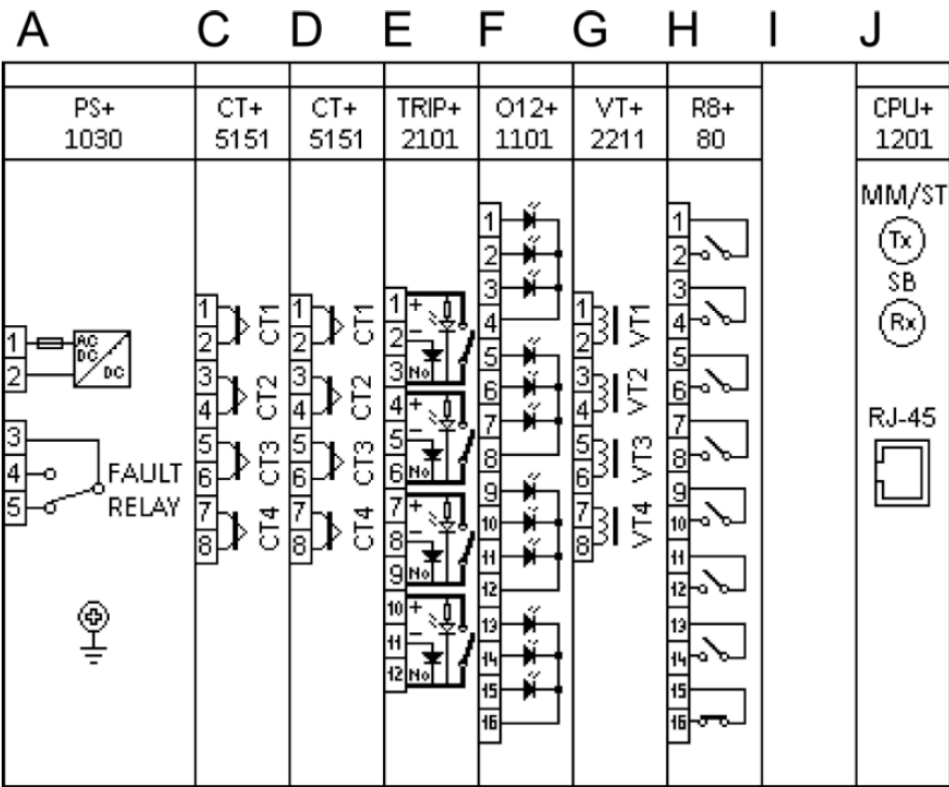 A C D E F G H I J
PS+ CT+ CT+ TRIP+ O12+ VT+ R8+ CPU+
1030 5151 5151 2101 1101 2211 80 1201
MM/ST
Tx
SB
Rx
RJ-45
1
2
AC
DC
DC
3
4
5
FAULT
RELAY
1
2
3
4
5
6
7
8
CT1
CT2
CT3
CT4
1
2
3
4
5
6
7
8
CT1
CT2
CT3
CT4
1 +
2 -
3 No
4 +
5 -
6 No
7 +
8 -
9 No
10 +
11 -
12 No
1
2
3
4
5
6
7
8
9
10
11
12
13
14
15
16
1
2
3
4
5
6
7
8
VT1
VT2
VT3
VT4
1
2
3
4
5
6
7
8
9
10
11
12
13
14
15
16